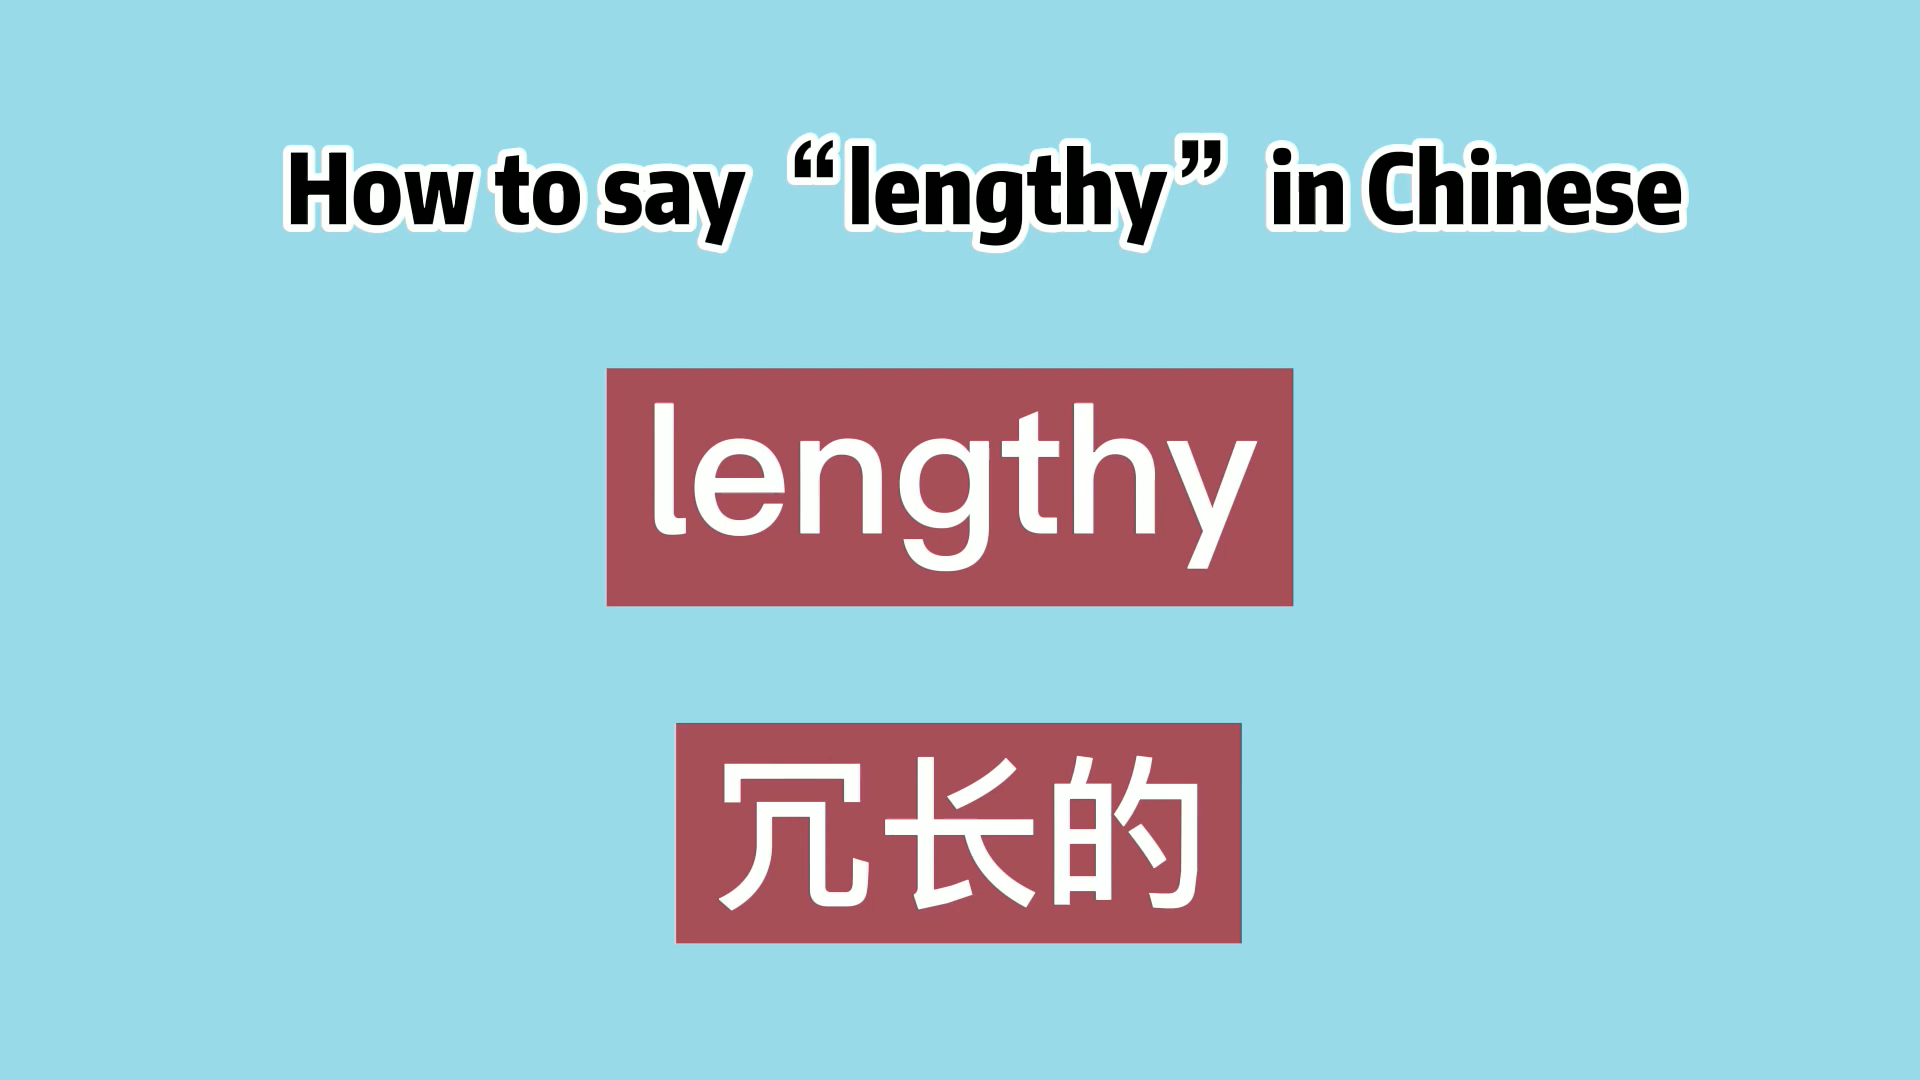 How to say “lengthy” in Chinese
lengthy
冗长的